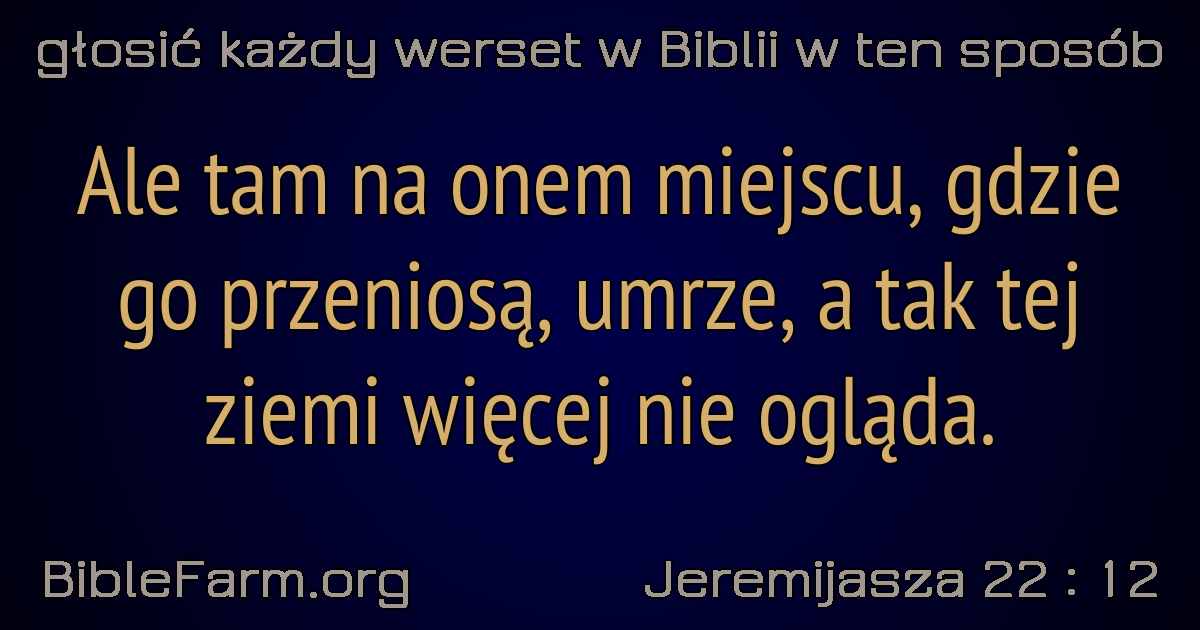 głosić każdy werset w Biblii w ten sposób
Ale tam na onem miejscu, gdzie
go przeniosą, umrze, a tak tej
ziemi więcej nie ogląda.
BibleFarm.org
Jeremijasza 22 : 12